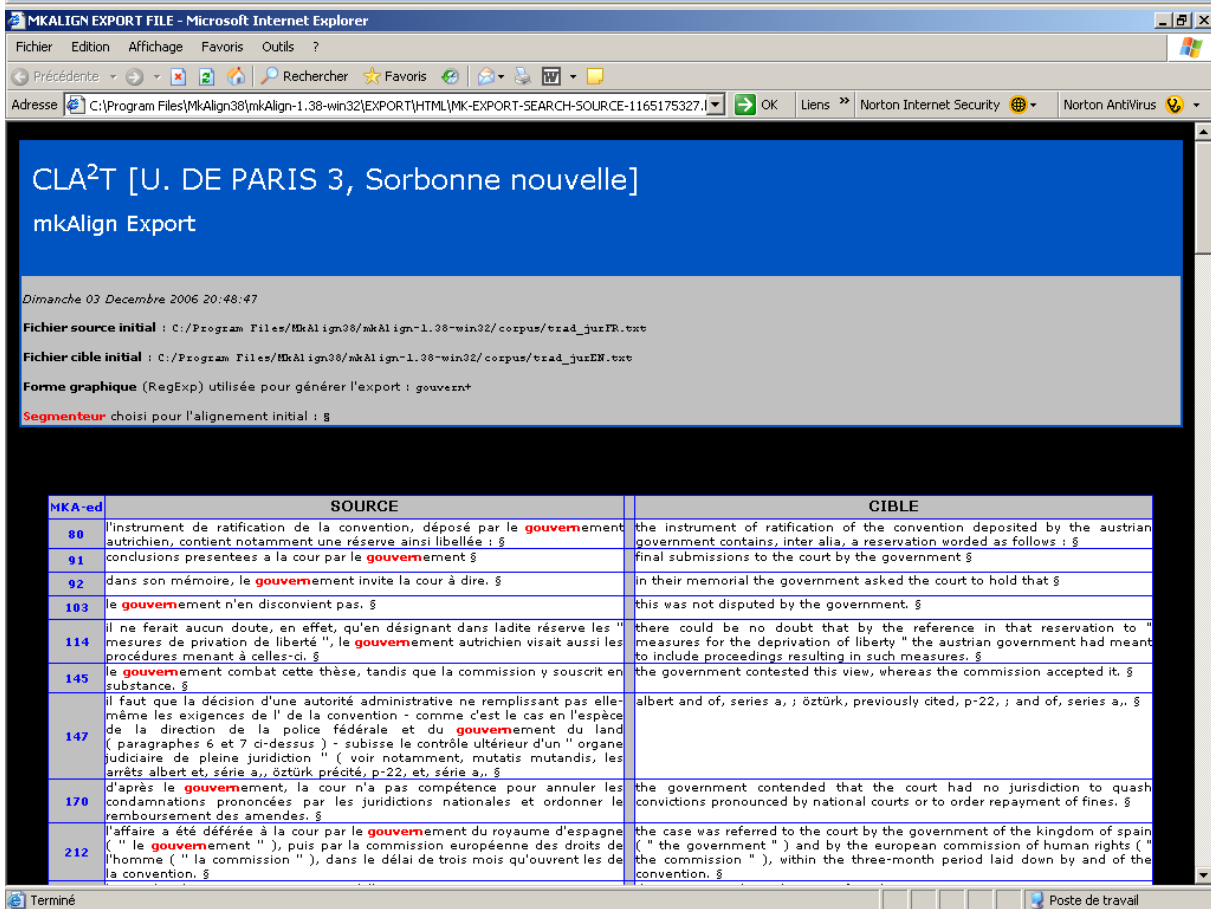 MKALIGN EXPORT FILE - Microsoft Internet Explorer
Fichier Edition Affichage Favoris Outils ?
Précédente Rechercher Favoris
Adresse C:\Program Files\MkAlign38\mkAlign-1.38-win32\EXPORT\HTML\MK-EXPORT-SEARCH-SOURCE-1165175327. OK Liens » Norton Internet Security Norton AntiVirus
CLA²T [U. DE PARIS 3, Sorbonne nouvelle]
mkAlign Export
Dimanche 03 Decembre 2006 20:48:47
Fichier source initial : C:/Program Files/MkAlign38/mkAlign-1.38-win32/corpus/trad_jurFR.txt
Fichier cible initial : C:/Program Files/MkAlign38/mkAlign-1.38-win32/corpus/trad_jurEN.txt
Forme graphique (RegExp) utilisée pour générer l'export : gouvern+
Segmenteur choisi pour l'alignement initial : §
MKA-ed SOURCE CIBLE
80
l'instrument de ratification de la convention, déposé par le gouvernement
autrichien, contient notamment une réserve ainsi libellée : §
the instrument of ratification of the convention deposited by the austrian
government contains, inter alia, a reservation worded as follows : §
91
conclusions presentees a la cour par le gouvernement §
final submissions to the court by the government §
92
dans son mémoire, le gouvernement invite la cour à dire. §
in their memorial the government asked the court to hold that §
103
le gouvernement n'en disconvient pas. §
this was not disputed by the government. §
114
il ne ferait aucun doute, en effet, qu'en désignant dans ladite réserve les "
mesures de privation de liberté ", le gouvernement autrichien visait aussi les
procédures menant à celles-ci. §
there could be no doubt that by the reference in that reservation to "
measures for the deprivation of liberty " the austrian government had meant
to include proceedings resulting in such measures. §
145
le gouvernement combat cette thèse, tandis que la commission y souscrit en
substance. §
the government contested this view, whereas the commission accepted it. §
147
il faut que la décision d'une autorité administrative ne remplissant pas elle-
même les exigences de l' de la convention - comme c'est le cas en l'espèce
de la direction de la police fédérale et du gouvernement du land
( paragraphes 6 et 7 ci-dessus ) - subisse le contrôle ultérieur d'un " organe
judiciaire de pleine juridiction " ( voir notamment, mutatis mutandis, les
arrêts albert et, série a,, öztürk précité, p-22, et, série a,. §
albert and of, series a, ; öztürk, previously cited, p-22, ; and of, series a,. §
170
d'après le gouvernement, la cour n'a pas compétence pour annuler les
condamnations prononcées par les juridictions nationales et ordonner le
remboursement des amendes. §
the government contended that the court had no jurisdiction to quash
convictions pronounced by national courts or to order repayment of fines. §
212
l'affaire a été déférée à la cour par le gouvernement du royaume d'espagne
( " le gouvernement " ), puis par la commission européenne des droits de
l'homme ( " la commission " ), dans le délai de trois mois qu'ouvrent les de
la convention. §
the case was referred to the court by the government of the kingdom of spain
( " the government " ) and by the european commission of human rights ( "
the commission " ), within the three-month period laid down by and of the
convention. §
Terminé Poste de travail